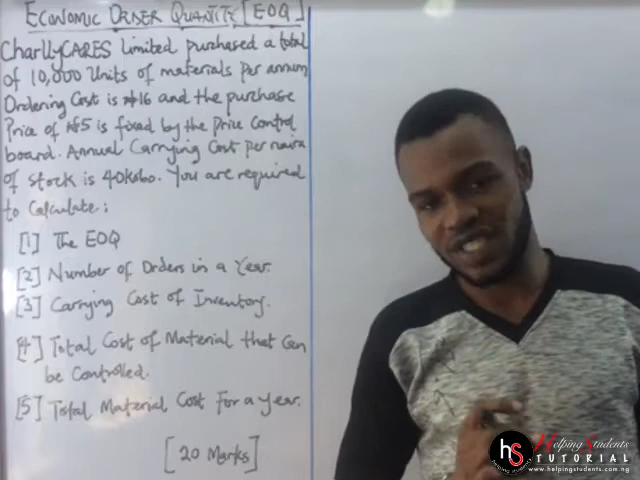 ECONOMIC ORDER QUANTITY [EOQ]
CharllyCARES Limited purchased a total
of 10,000 Units of materials per annum
Ordering Cost is ₦16 and the purchase
Price of ₦5 is fixed by the Price Control
board. Annual Carrying Cost per naira
of stock is 40kobo. You are required
to Calculate:
[1] The EOQ
[2] Number of Orders in a Year.
[3] Carrying Cost of Inventory.
[4] Total Cost of Material that Can
be Controlled.
[5] Total Material Cost For a year.
[20 Marks]
hS
helping students
Helping Students
TUTORIAL
www.helpingstudents.com.ng